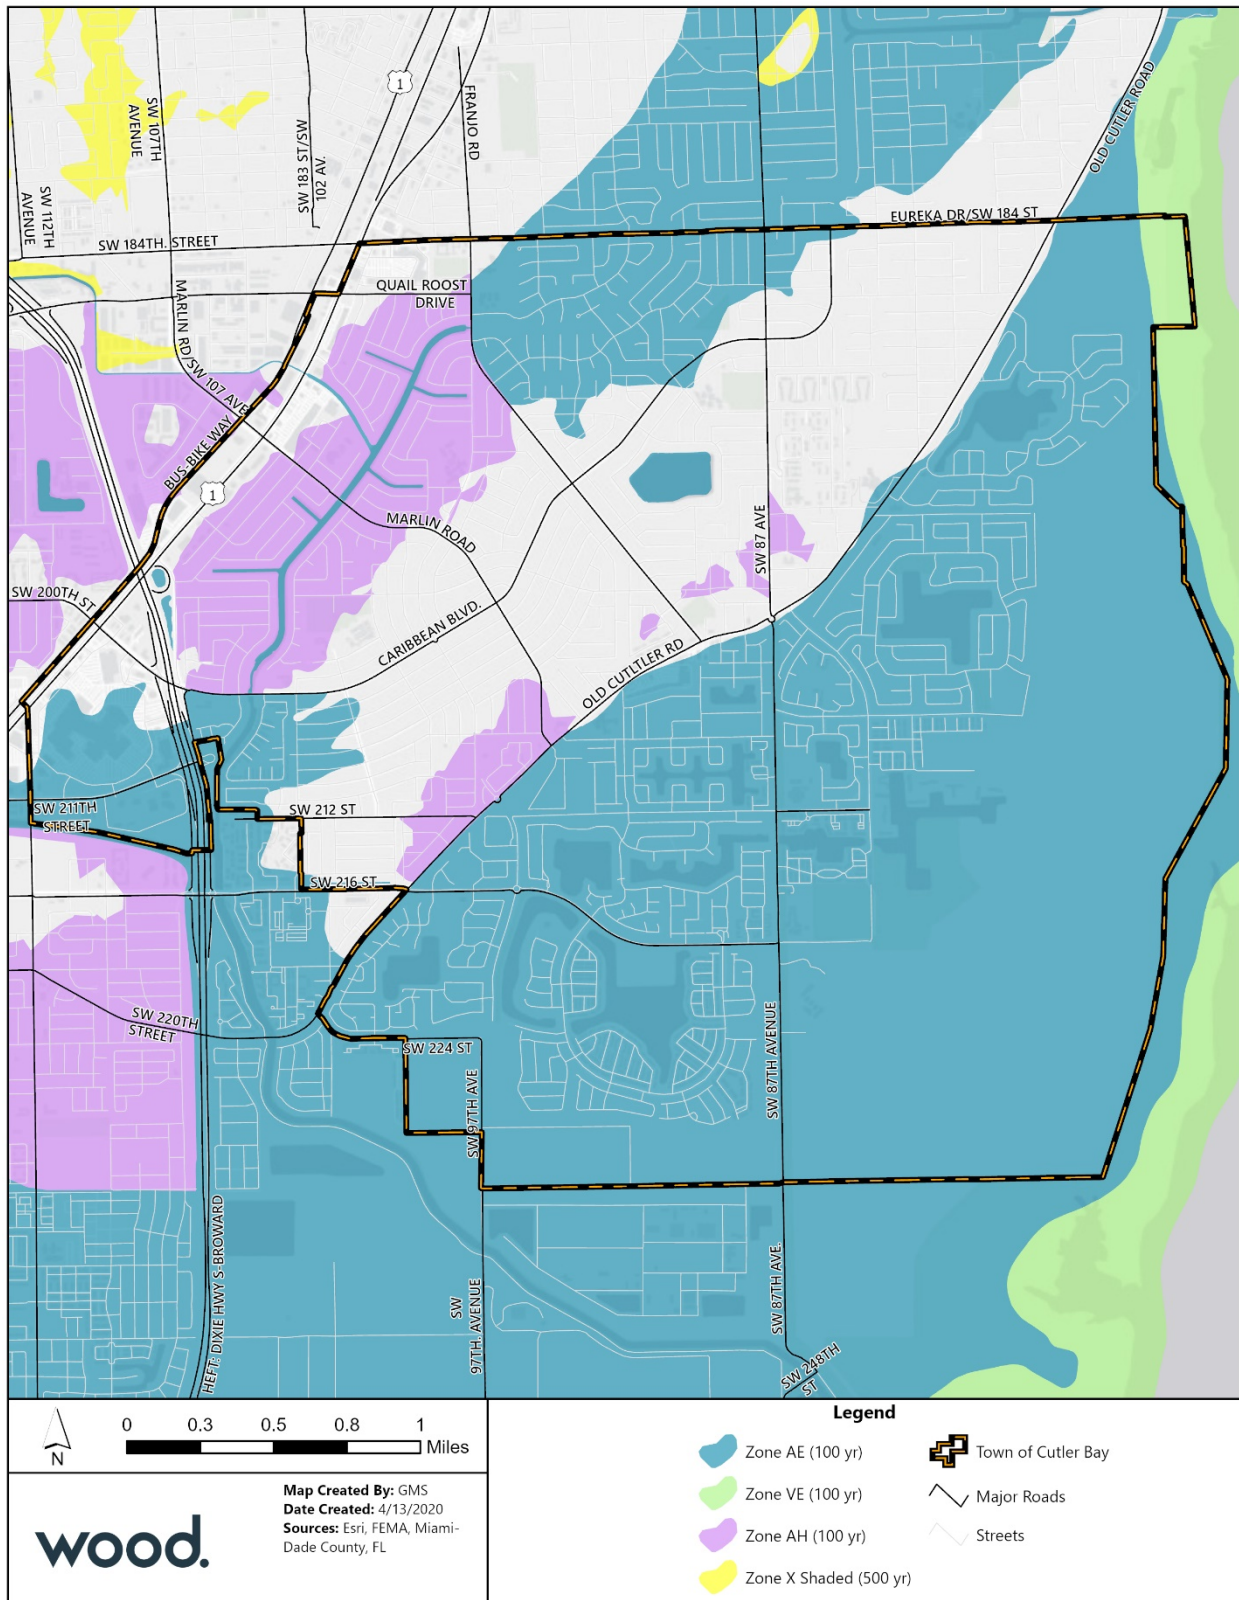 1
FRANJO RD
SW 107TH
AVENUE
SW 183 ST/SW
102 AV.
OLD CUTLER ROAD
SW 112TH
AVENUE
EUREKA DR/SW 184 ST
SW 184TH. STREET
QUAIL ROOST
DRIVE
MARLIN RD/SW 107 AVE
BUS-BIKE WAY
1
MARLIN ROAD
SW 87 AVE
SW 200TH ST
CARIBBEAN BLVD.
OLD CUTLTLER RD
SW 211TH
STREET
SW 212 ST
SW 216 ST
SW 220TH
STREET
SW 224 ST
SW 97TH AVE
SW 87TH AVENUE
HEFT: DIXIE HWY S-BROWARD
SW
97TH. AVENUE
SW 87TH AVE.
SW 248TH
ST
0 0.3 0.5 0.8 1
Miles
N
Map Created By: GMS
Date Created: 4/13/2020
Sources: Esri, FEMA, Miami-
Dade County, FL
wood.
Legend
Zone AE (100 yr)
Zone VE (100 yr)
Zone AH (100 yr)
Zone X Shaded (500 yr)
Town of Cutler Bay
Major Roads
Streets